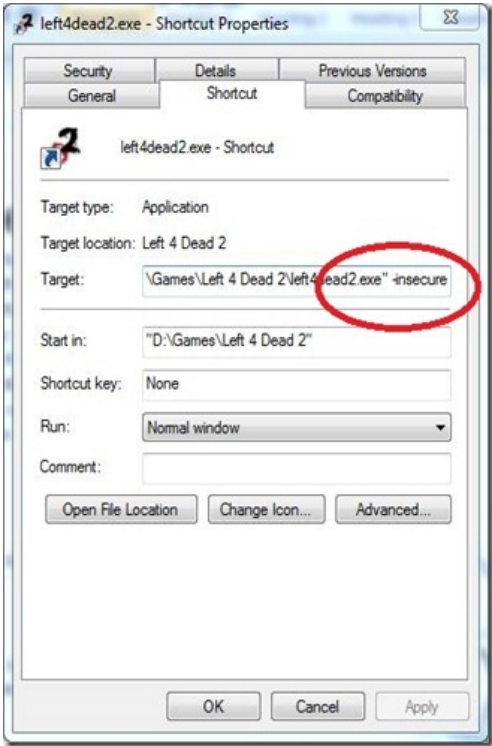 left4dead2.exe - Shortcut Properties
Security Details Previous Versions
General Shortcut Compatibility
2
left4dead2.exe - Shortcut
Target type: Application
Target location: Left 4 Dead 2
Target: \Games\Left 4 Dead 2\left4dead2.exe" -insecure
Start in: "D:\Games\Left 4 Dead 2"
Shortcut key: None
Run: Normal window
Comment:
Open File Location Change Icon... Advanced...
OK Cancel Apply